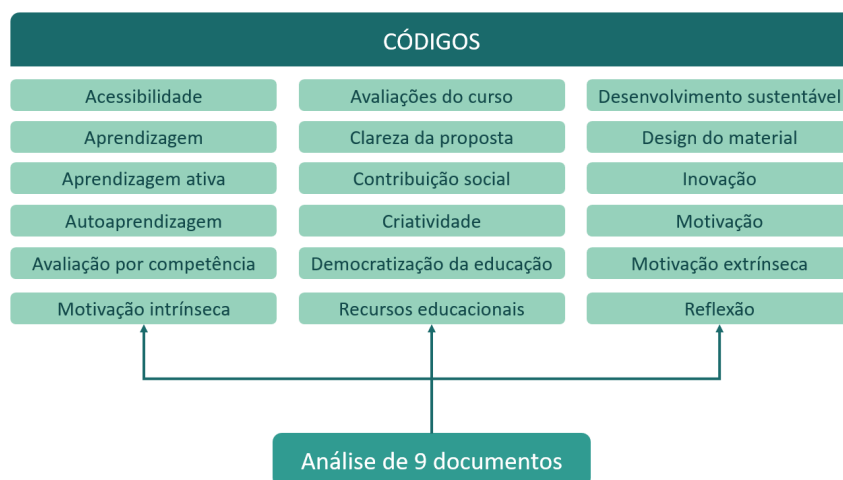 CÓDIGOS
Acessibilidade
Avaliações do curso
Desenvolvimento sustentável
Aprendizagem
Clareza da proposta
Design do material
Aprendizagem ativa
Contribuição social
Inovação
Autoaprendizagem
Criatividade
Motivação
Avaliação por competência
Democratização da educação
Motivação extrínseca
Motivação intrínseca
Recursos educacionais
Reflexão
Análise de 9 documentos